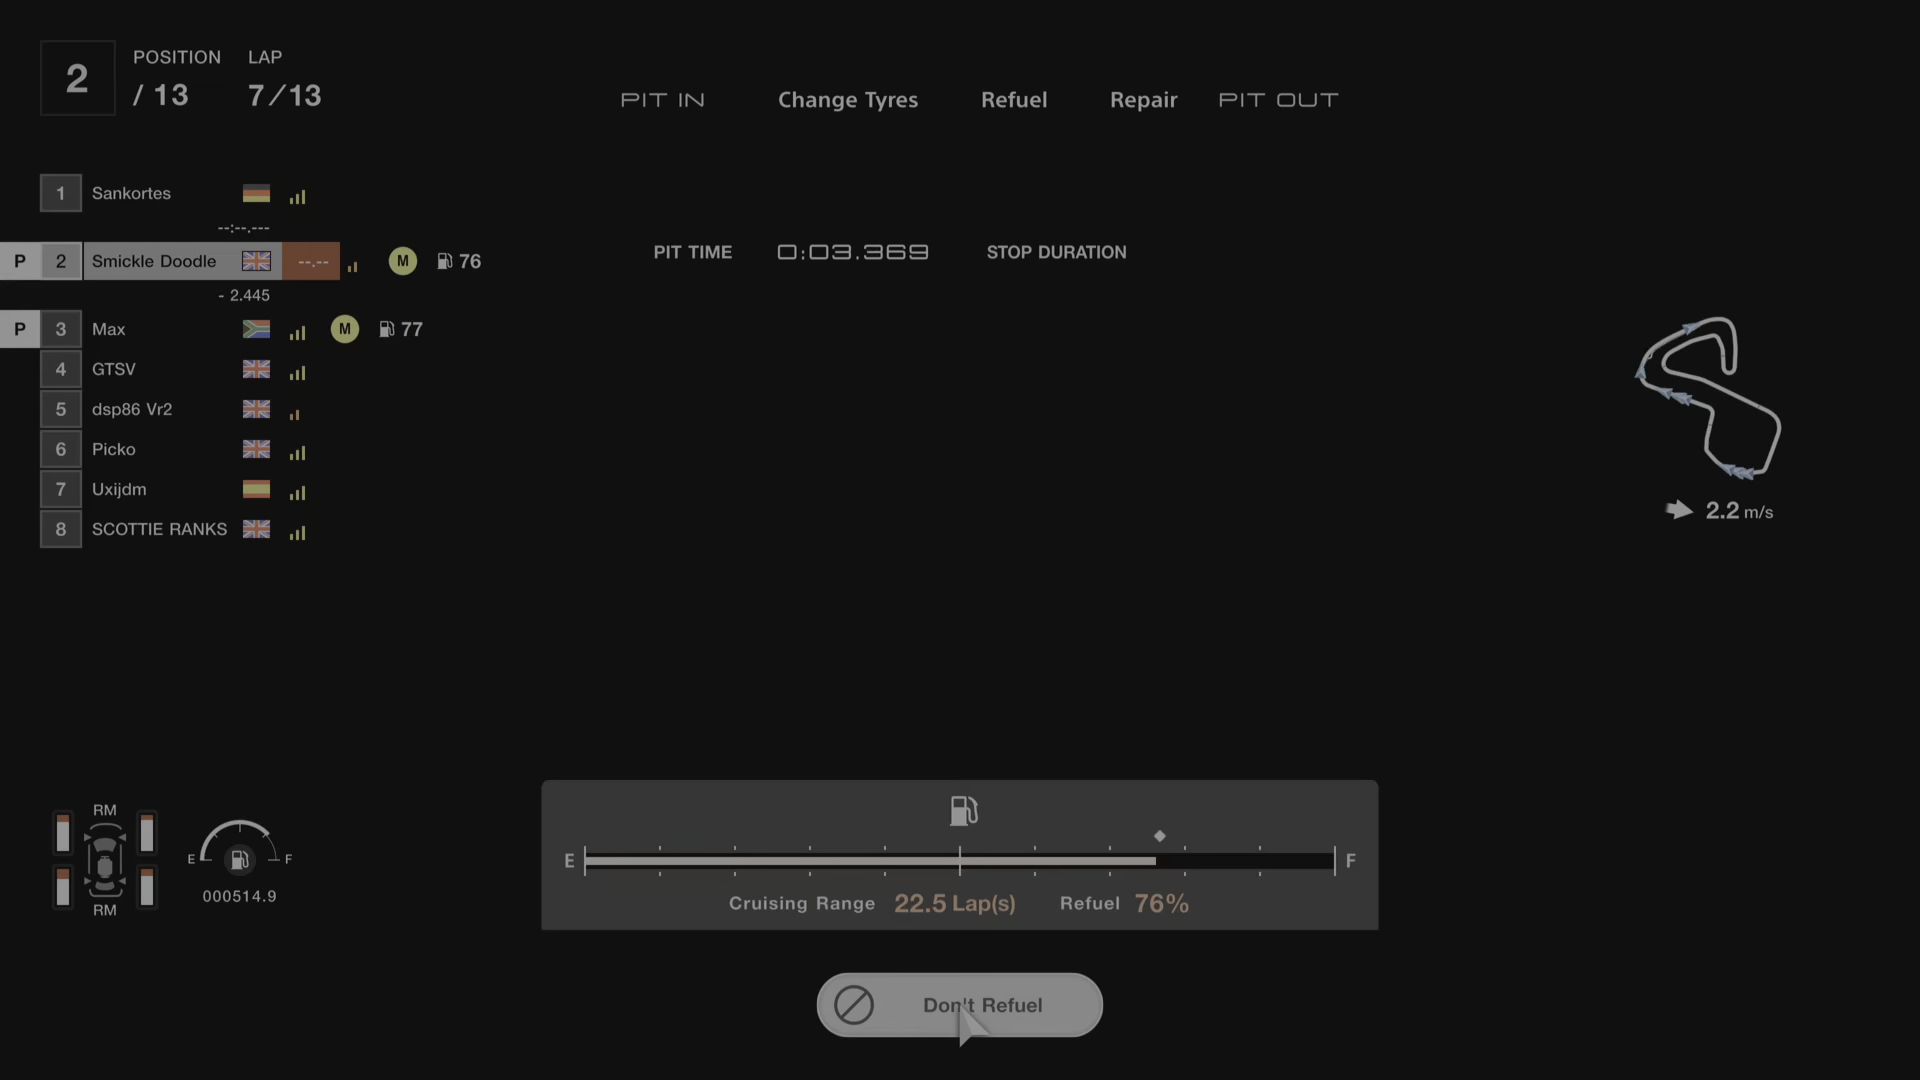 2
POSITION
/ 13
LAP
7/13
PIT IN
Change Tyres
Refuel
Repair
PIT OUT
1 Sankortes
--:--.---
P 2 Smickle Doodle --.-- M 76
- 2.445
P 3 Max M 77
4 GTSV
5 dsp86 Vr2
6 Picko
7 Uxijdm
8 SCOTTIE RANKS
PIT TIME 0:03.369 STOP DURATION
2.2 m/s
RM
RM
E F
000514.9
E F
Cruising Range 22.5 Lap(s) Refuel 76%
Don't Refuel